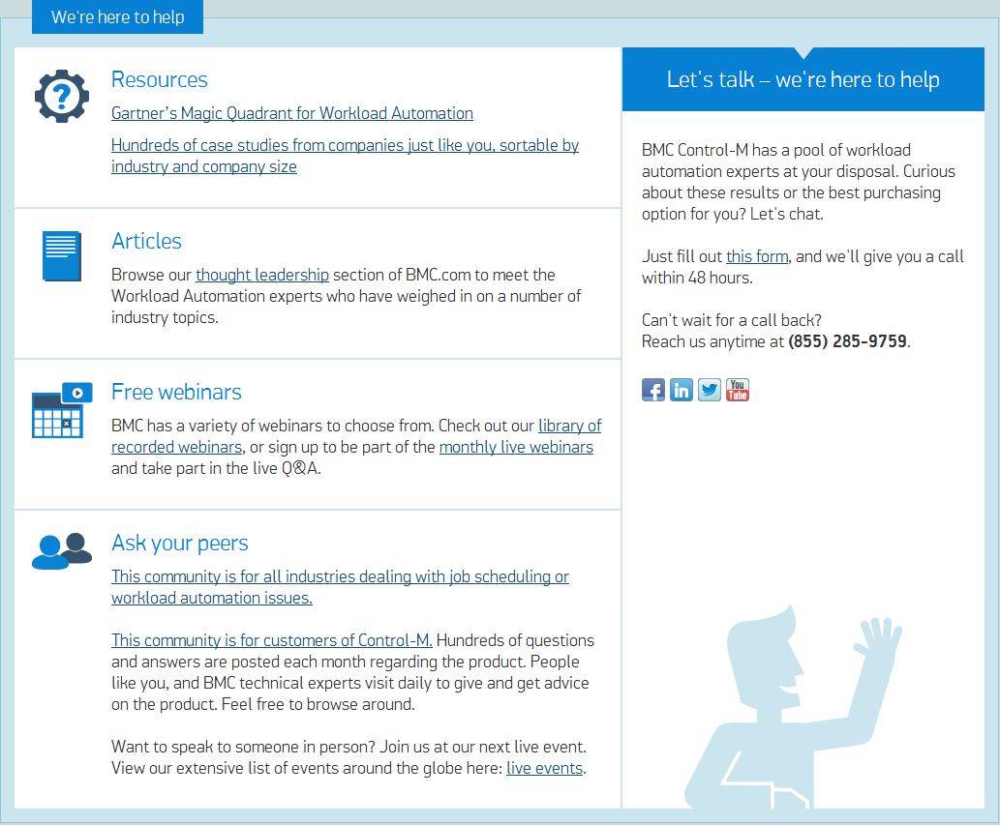 We're here to help
Resources
Gartner’s Magic Quadrant for Workload Automation
Hundreds of case studies from companies just like you, sortable by
industry and company size
Articles
Browse our thought leadership section of BMC.com to meet the
Workload Automation experts who have weighed in on a number of
industry topics.
Free webinars
BMC has a variety of webinars to choose from. Check out our library of
recorded webinars, or sign up to be part of the monthly live webinars
and take part in the live Q&A.
Ask your peers
This community is for all industries dealing with job scheduling or
workload automation issues.
This community is for customers of Control-M. Hundreds of questions
and answers are posted each month regarding the product. People
like you, and BMC technical experts visit daily to give and get advice
on the product. Feel free to browse around.
Want to speak to someone in person? Join us at our next live event.
View our extensive list of events around the globe here: live events.
Let's talk – we're here to help
BMC Control-M has a pool of workload
automation experts at your disposal. Curious
about these results or the best purchasing
option for you? Let's chat.
Just fill out this form, and we'll give you a call
within 48 hours.
Can't wait for a call back?
Reach us anytime at (855) 285-9759.
f in You
Tube